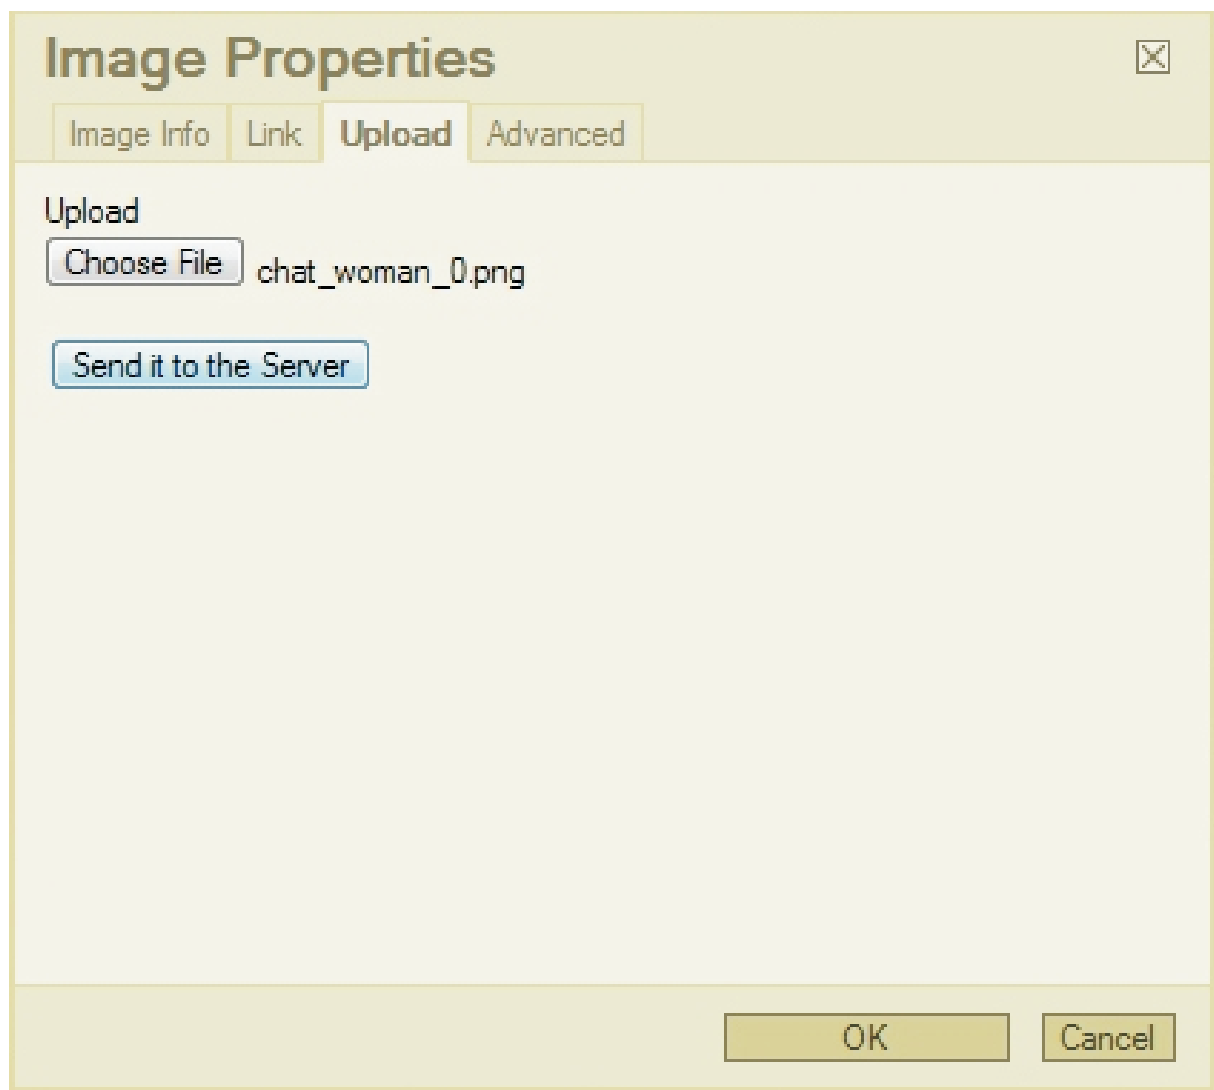 Image Properties
Image Info Link Upload Advanced
Upload
Choose File chat_woman_0.png
Send it to the Server
OK Cancel